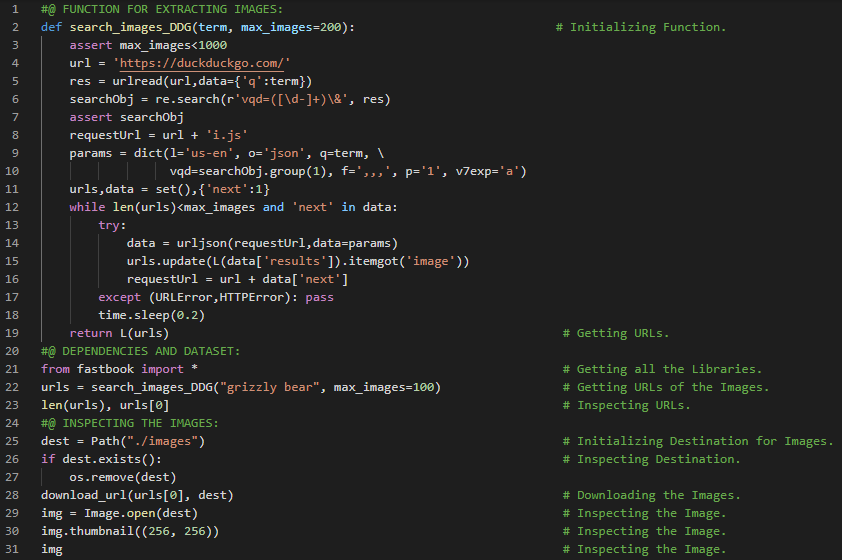 1 #@ FUNCTION FOR EXTRACTING IMAGES:
2 def search_images_DDG(term, max_images=200): # Initializing Function.
3 assert max_images<1000
4 url = 'https://duckduckgo.com/'
5 res = urlread(url,data={'q':term})
6 searchObj = re.search(r'vqd=([\d-]+)\&', res)
7 assert searchObj
8 requestUrl = url + 'i.js'
9 params = dict(l='us-en', o='json', q=term, \
10 vqd=searchObj.group(1), f=',,,', p='1', v7exp='a')
11 urls,data = set(),{'next':1}
12 while len(urls)<max_images and 'next' in data:
13 try:
14 data = urljson(requestUrl,data=params)
15 urls.update(L(data['results']).itemgot('image'))
16 requestUrl = url + data['next']
17 except (URLError,HTTPError): pass
18 time.sleep(0.2)
19 return L(urls) # Getting URLs.
20 #@ DEPENDENCIES AND DATASET:
21 from fastbook import * # Getting all the Libraries.
22 urls = search_images_DDG("grizzly bear", max_images=100) # Getting URLs of the Images.
23 len(urls), urls[0] # Inspecting URLs.
24 #@ INSPECTING THE IMAGES:
25 dest = Path("./images") # Initializing Destination for Images.
26 if dest.exists(): # Inspecting Destination.
27 os.remove(dest)
28 download_url(urls[0], dest) # Downloading the Images.
29 img = Image.open(dest) # Inspecting the Image.
30 img.thumbnail((256, 256)) # Inspecting the Image.
31 img # Inspecting the Image.